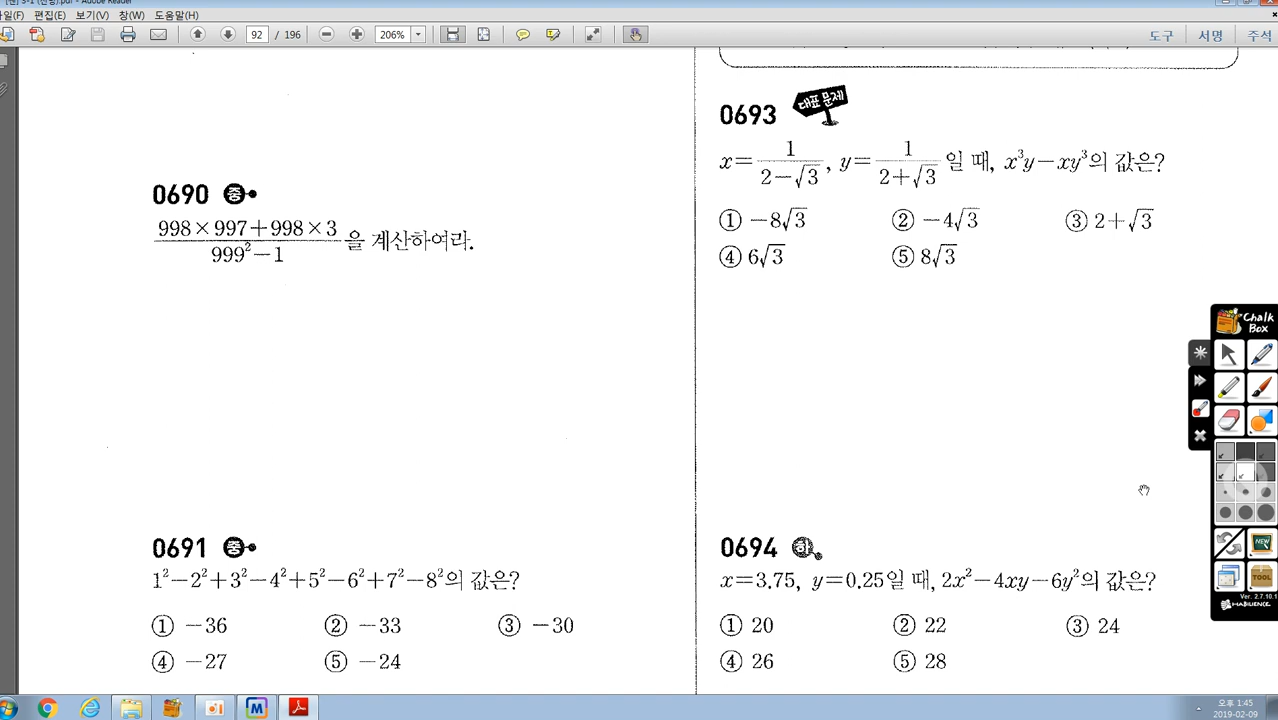 파일(F) 편집(E) 보기(V) 창(W) 도움말(H)
92 / 196 206%
도구 서명 주석
0690 중
998×997+998×3
999²−1
을 계산하여라.
0691 중
1²−2²+3²−4²+5²−6²+7²−8²의 값은?
① −36 ② −33 ③ −30
④ −27 ⑤ −24
0693 대표 문제
x=1/(2−√3), y=1/(2+√3)일 때, x³y−xy³의 값은?
① −8√3 ② −4√3 ③ 2+√3
④ 6√3 ⑤ 8√3
0694
x=3.75, y=0.25일 때, 2x²−4xy−6y²의 값은?
① 20 ② 22 ③ 24
④ 26 ⑤ 28
Chalk
Box
NEW
TOOL
Ver. 2.7.10.1
오후 1:45
2019-02-09